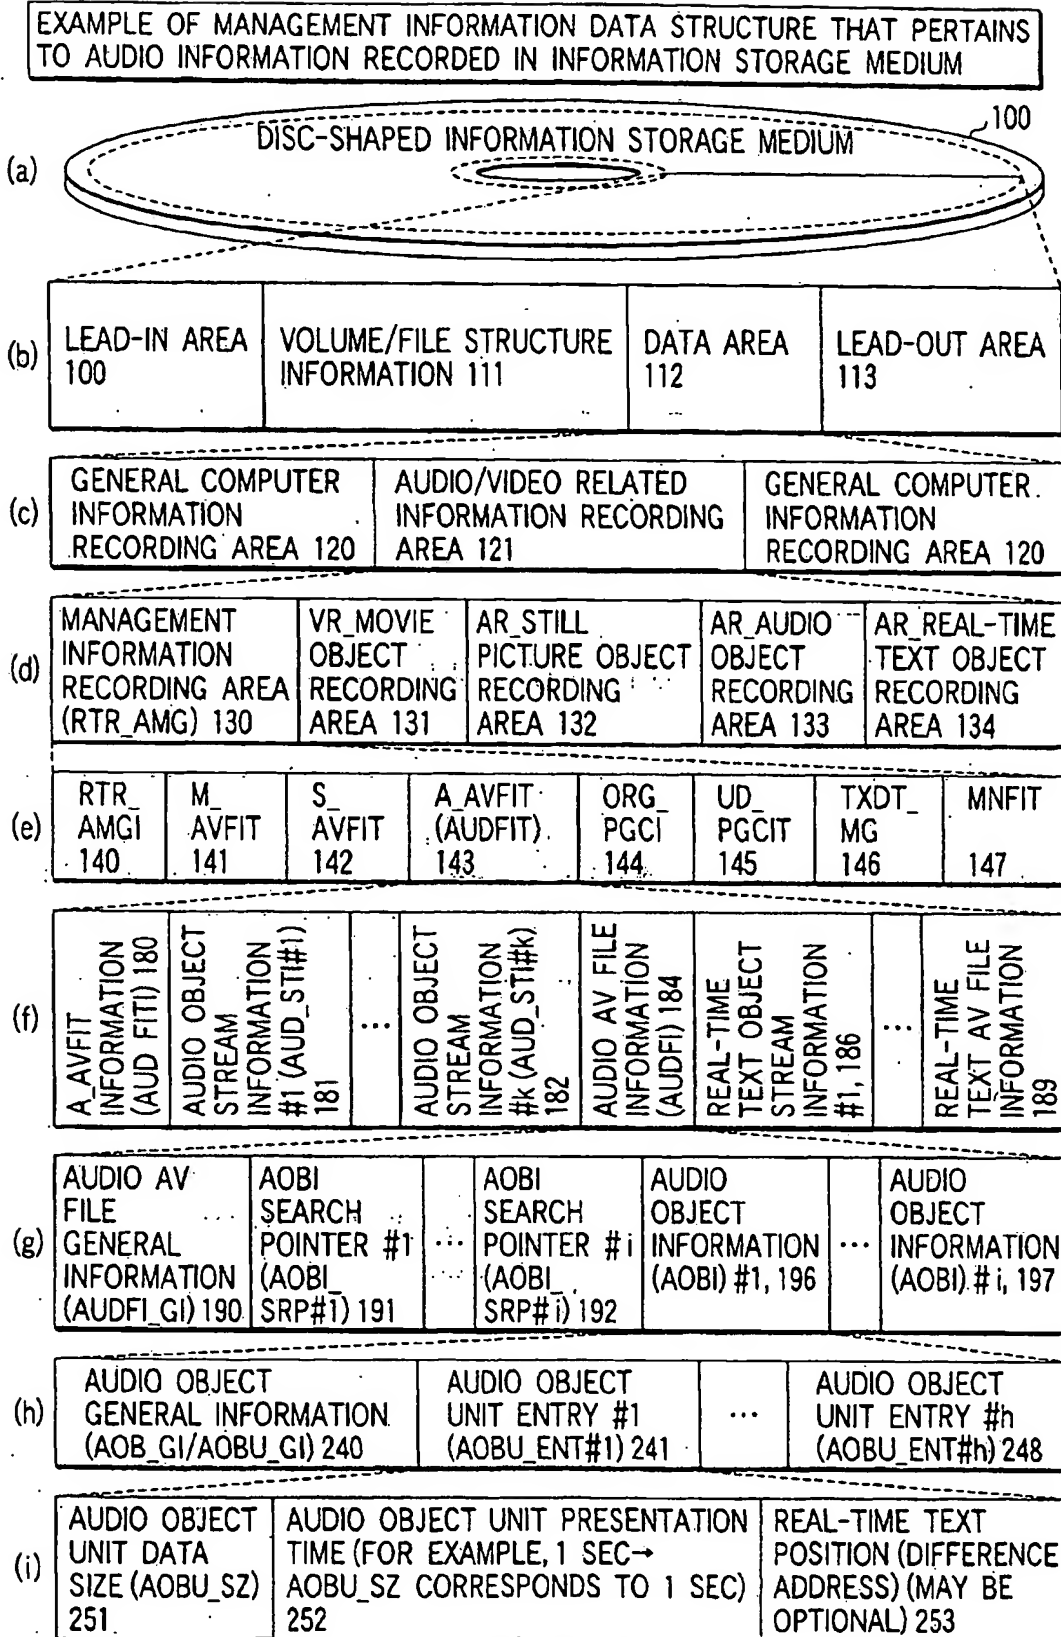 EXAMPLE OF MANAGEMENT INFORMATION DATA STRUCTURE THAT PERTAINS
TO AUDIO INFORMATION RECORDED IN INFORMATION STORAGE MEDIUM
100
DISC-SHAPED INFORMATION STORAGE MEDIUM
(a)
(b)
LEAD-IN AREA
100
VOLUME/FILE STRUCTURE
INFORMATION 111
DATA AREA
112
LEAD-OUT AREA
113
(c)
GENERAL COMPUTER
INFORMATION
RECORDING AREA 120
AUDIO/VIDEO RELATED
INFORMATION RECORDING
AREA 121
GENERAL COMPUTER
INFORMATION
RECORDING AREA 120
(d)
MANAGEMENT
INFORMATION
RECORDING AREA
(RTR_AMG) 130
VR_MOVIE
OBJECT
RECORDING
AREA 131
AR_STILL
PICTURE OBJECT
RECORDING
AREA 132
AR_AUDIO
OBJECT
RECORDING
AREA 133
AR_REAL-TIME
TEXT OBJECT
RECORDING
AREA 134
(e)
RTR_
AMGI
140
M_
AVFIT
141
S_
AVFIT
142
A_AVFIT
(AUDFIT)
143
ORG_
PGCI
144
UD_
PGCIT
145
TXDT_
MG
146
MNFIT
147
(f)
A_AVFIT
INFORMATION
(AUD FITI) 180
AUDIO OBJECT
STREAM
INFORMATION
#1 (AUD_STI#1)
181
...
AUDIO OBJECT
STREAM
INFORMATION
#k (AUD_STI#k)
182
AUDIO AV FILE
INFORMATION
(AUDFI) 184
REAL-TIME
TEXT OBJECT
STREAM
INFORMATION
#1, 186
...
REAL-TIME
TEXT AV FILE
INFORMATION
189
(g)
AUDIO AV
FILE
GENERAL
INFORMATION
(AUDFI_GI) 190
AOBI
SEARCH
POINTER #1
(AOBI_
SRP#1) 191
...
AOBI
SEARCH
POINTER #i
(AOBI_
SRP#i) 192
AUDIO
OBJECT
INFORMATION
(AOBI) #1, 196
...
AUDIO
OBJECT
INFORMATION
(AOBI) #i, 197
(h)
AUDIO OBJECT
GENERAL INFORMATION
(AOB_GI/AOBU_GI) 240
AUDIO OBJECT
UNIT ENTRY #1
(AOBU_ENT#1) 241
...
AUDIO OBJECT
UNIT ENTRY #h
(AOBU_ENT#h) 248
(i)
AUDIO OBJECT
UNIT DATA
SIZE (AOBU_SZ)
251
AUDIO OBJECT UNIT PRESENTATION
TIME (FOR EXAMPLE, 1 SEC→
AOBU_SZ CORRESPONDS TO 1 SEC)
252
REAL-TIME TEXT
POSITION (DIFFERENCE
ADDRESS) (MAY BE
OPTIONAL) 253